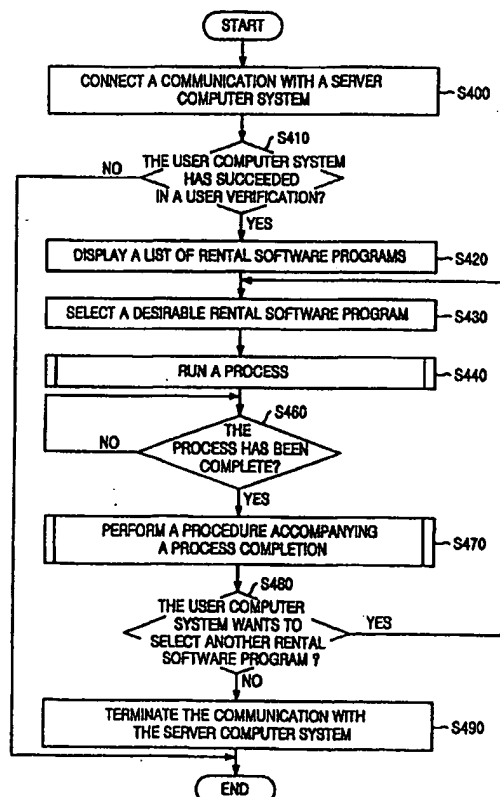 START
CONNECT A COMMUNICATION WITH A SERVER
COMPUTER SYSTEM
S400
S410
NO
THE USER COMPUTER SYSTEM
HAS SUCCEEDED
IN A USER VERIFICATION?
YES
DISPLAY A LIST OF RENTAL SOFTWARE PROGRAMS
S420
SELECT A DESIRABLE RENTAL SOFTWARE PROGRAM
S430
RUN A PROCESS
S440
S460
NO
THE
PROCESS HAS BEEN
COMPLETE?
YES
PERFORM A PROCEDURE ACCOMPANYING
A PROCESS COMPLETION
S470
S480
THE USER COMPUTER
SYSTEM WANTS TO
SELECT ANOTHER RENTAL
SOFTWARE PROGRAM ?
YES
NO
TERMINATE THE COMMUNICATION WITH
THE SERVER COMPUTER SYSTEM
S490
END